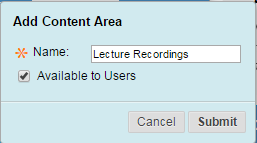 Add Content Area
* Name: Lecture Recordings
Available to Users
Cancel Submit